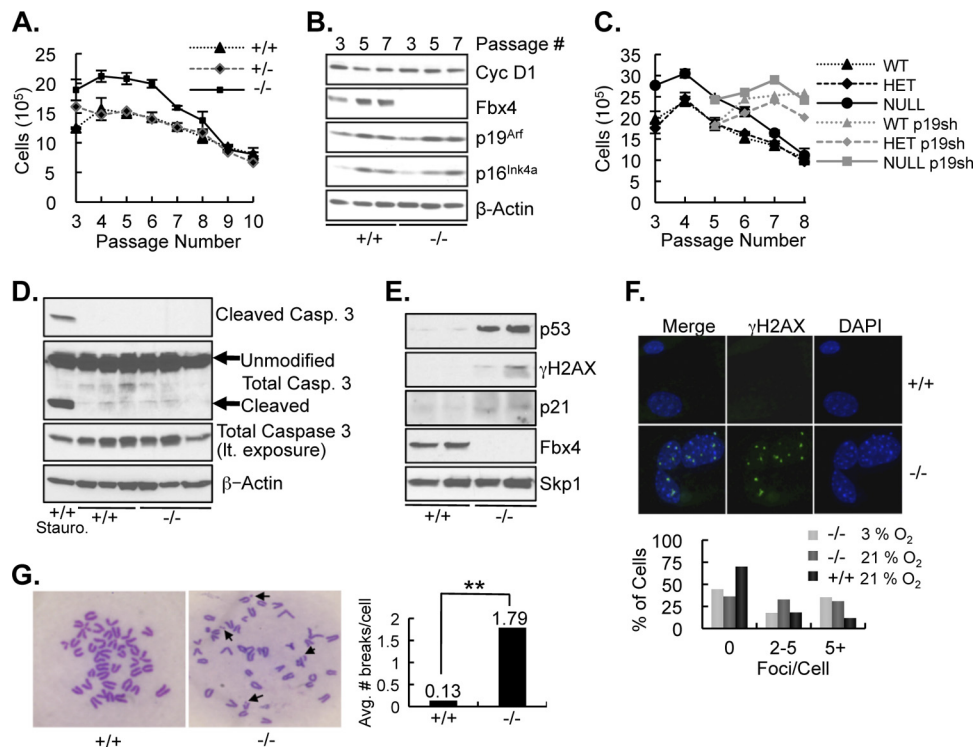 A.
Cells (10⁵)
25
20
15
10
5
0
3 4 5 6 7 8 9 10
Passage Number
+/+
+/-
-/-
B.
3 5 7 3 5 7 Passage #
Cyc D1
Fbx4
p19ᴬʳᶠ
p16ᴵⁿᵏ⁴ᵃ
β-Actin
+/+ -/-
C.
Cells (10⁵)
35
30
25
20
15
10
5
0
3 4 5 6 7 8
Passage Number
WT
HET
NULL
WT p19sh
HET p19sh
NULL p19sh
D.
Cleaved Casp. 3
Unmodified
Total Casp. 3
Cleaved
Total Caspase 3
(lt. exposure)
β-Actin
+/+ +/+ -/-
Stauro.
E.
p53
γH2AX
p21
Fbx4
Skp1
+/+ -/-
F.
Merge γH2AX DAPI
+/+
-/-
% of Cells
100
75
50
25
0
0 2-5 5+
Foci/Cell
-/- 3 % O₂
-/- 21 % O₂
+/+ 21 % O₂
G.
+/+ -/-
Avg. # breaks/cell
2
1.5
1
0.5
0
**
0.13
1.79
+/+ -/-